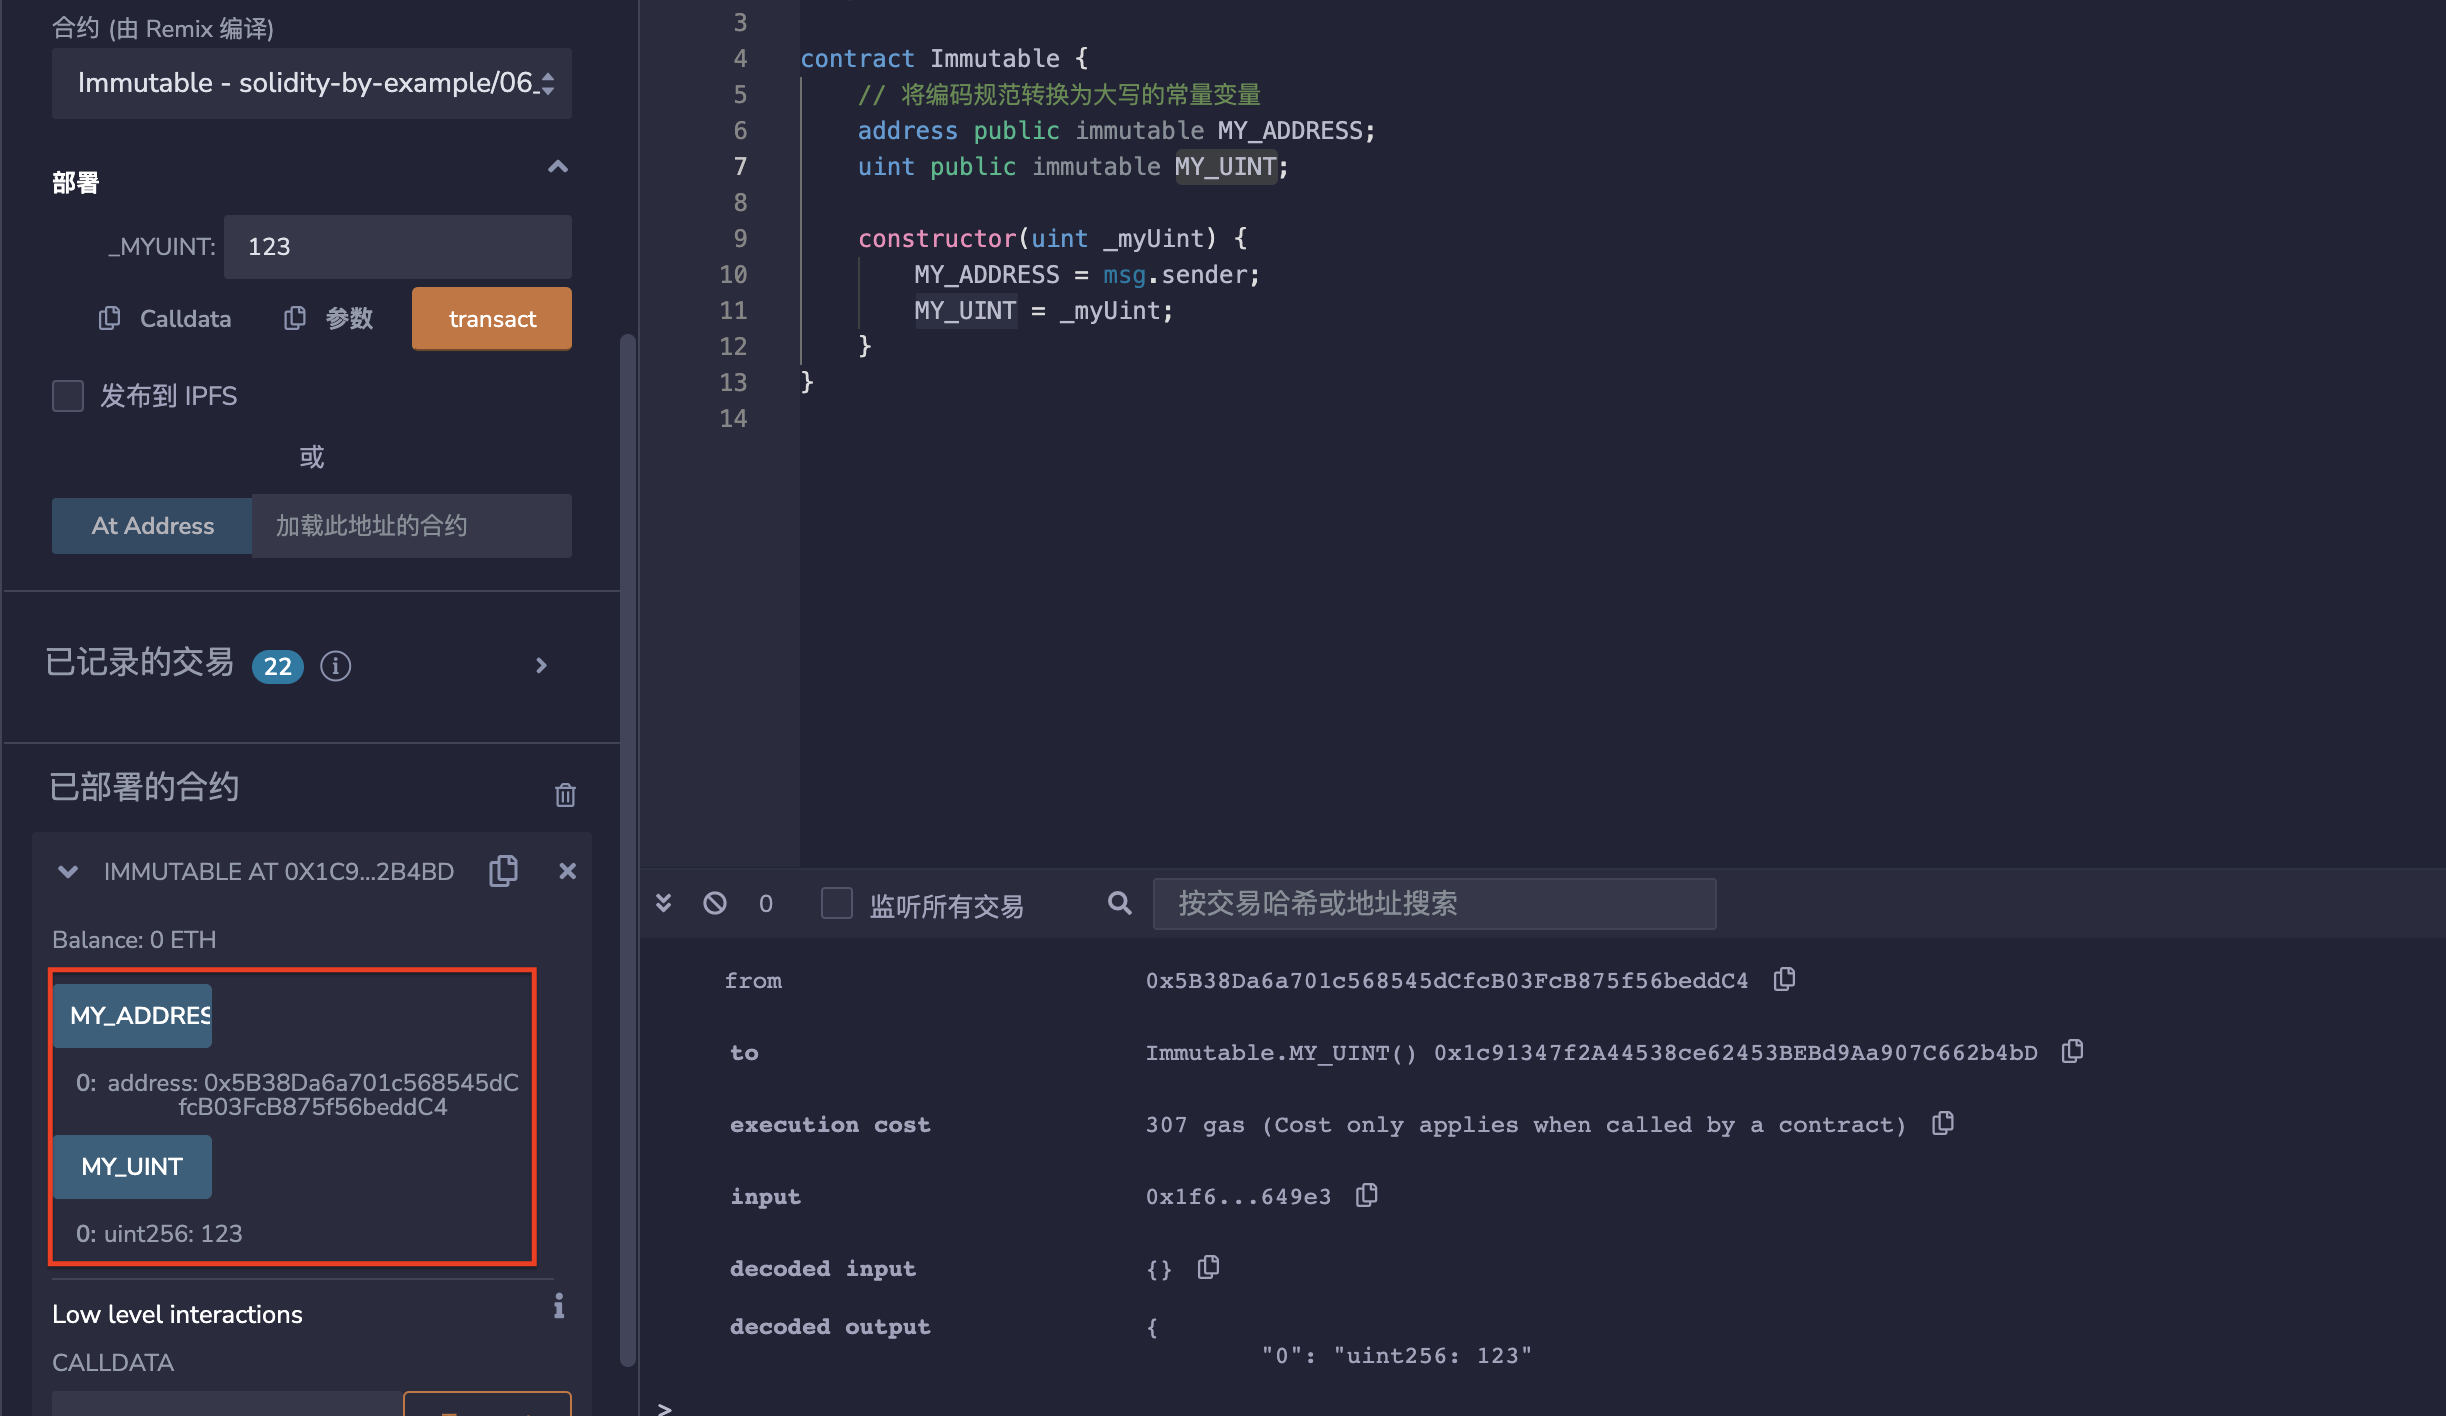 合约 (由 Remix 编译)
Immutable - solidity-by-example/06_
部署
_MYUINT: 123
Calldata 参数 transact
发布到 IPFS
或
At Address 加载此地址的合约
已记录的交易 22
已部署的合约
IMMUTABLE AT 0X1C9...2B4BD
Balance: 0 ETH
MY_ADDRES
0: address: 0x5B38Da6a701c568545dC
fcB03FcB875f56beddC4
MY_UINT
0: uint256: 123
Low level interactions
CALLDATA
3
4 contract Immutable {
5 // 将编码规范转换为大写的常量变量
6 address public immutable MY_ADDRESS;
7 uint public immutable MY_UINT;
8
9 constructor(uint _myUint) {
10 MY_ADDRESS = msg.sender;
11 MY_UINT = _myUint;
12 }
13 }
14
0 监听所有交易 按交易哈希或地址搜索
from 0x5B38Da6a701c568545dCfcB03FcB875f56beddC4
to Immutable.MY_UINT() 0x1c91347f2A44538ce62453BEBd9Aa907C662b4bD
execution cost 307 gas (Cost only applies when called by a contract)
input 0x1f6...649e3
decoded input {}
decoded output {
"0": "uint256: 123"
>